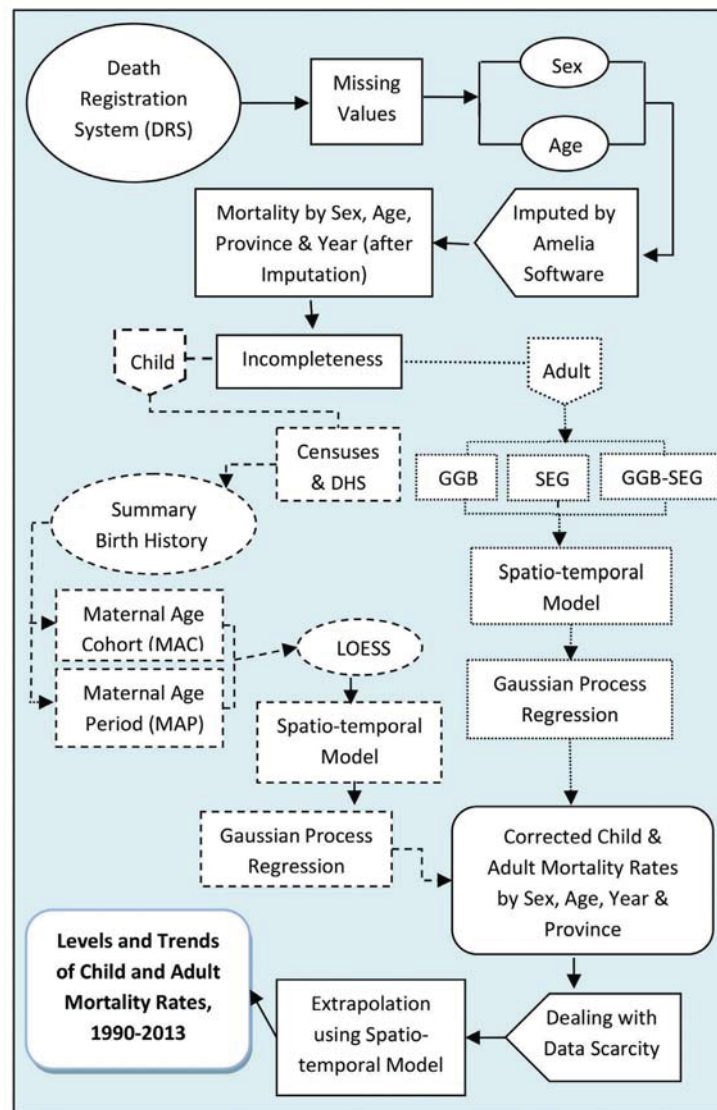 Death
Registration
System (DRS)
Missing
Values
Sex
Age
Mortality by Sex, Age,
Province & Year (after
Imputation)
Imputed by
Amelia
Software
Child
Incompleteness
Adult
Censuses
& DHS
GGB
SEG
GGB-SEG
Summary
Birth History
Spatio-temporal
Model
Maternal Age
Cohort (MAC)
LOESS
Maternal Age
Period (MAP)
Gaussian Process
Regression
Spatio-temporal
Model
Gaussian Process
Regression
Corrected Child &
Adult Mortality Rates
by Sex, Age, Year &
Province
Levels and Trends
of Child and Adult
Mortality Rates,
1990-2013
Extrapolation
using Spatio-
temporal Model
Dealing with
Data Scarcity